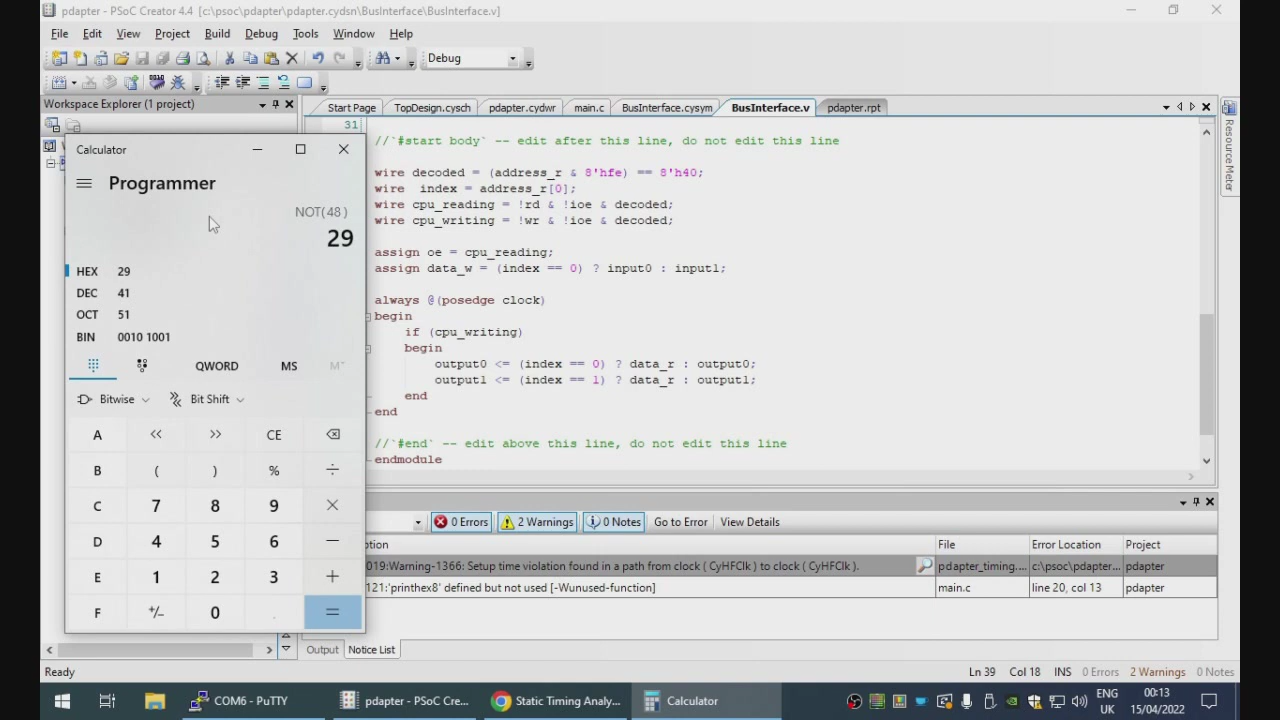 pdapter - PSoC Creator 4.4 [c:\psoc\pdapter\pdapter.cydsn\BusInterface\BusInterface.v]
File Edit View Project Build Debug Tools Window Help
Debug
Workspace Explorer (1 project)
Start Page TopDesign.cysch pdapter.cydwr main.c BusInterface.cysym BusInterface.v pdapter.rpt
Resource Meter
31
//`#start body` -- edit after this line, do not edit this line
wire decoded = (address_r & 8'hfe) == 8'h40;
wire index = address_r[0];
wire cpu_reading = !rd & !ioe & decoded;
wire cpu_writing = !wr & !ioe & decoded;
assign oe = cpu_reading;
assign data_w = (index == 0) ? input0 : input1;
always @(posedge clock)
begin
if (cpu_writing)
begin
output0 <= (index == 0) ? data_r : output0;
output1 <= (index == 1) ? data_r : output1;
end
end
//`#end` -- edit above this line, do not edit this line
endmodule
Calculator
Programmer
NOT( 48 )
29
HEX 29
DEC 41
OCT 51
BIN 0010 1001
QWORD MS M
Bitwise Bit Shift
A << >> CE
B ( ) % ÷
C 7 8 9 ×
D 4 5 6 −
E 1 2 3 +
F +/− 0 . =
0 Errors 2 Warnings 0 Notes Go to Error View Details
ption File Error Location Project
019:Warning-1366: Setup time violation found in a path from clock ( CyHFClk ) to clock ( CyHFClk ). pdapter_timing.... c:\psoc\pdapter... pdapter
121:'printhex8' defined but not used [-Wunused-function] main.c line 20, col 13 pdapter
Output Notice List
Ready Ln 39 Col 18 INS 0 Errors 2 Warnings 0 Notes
COM6 - PuTTY pdapter - PSoC Cre... Static Timing Analy... Calculator ENG UK 00:13 15/04/2022